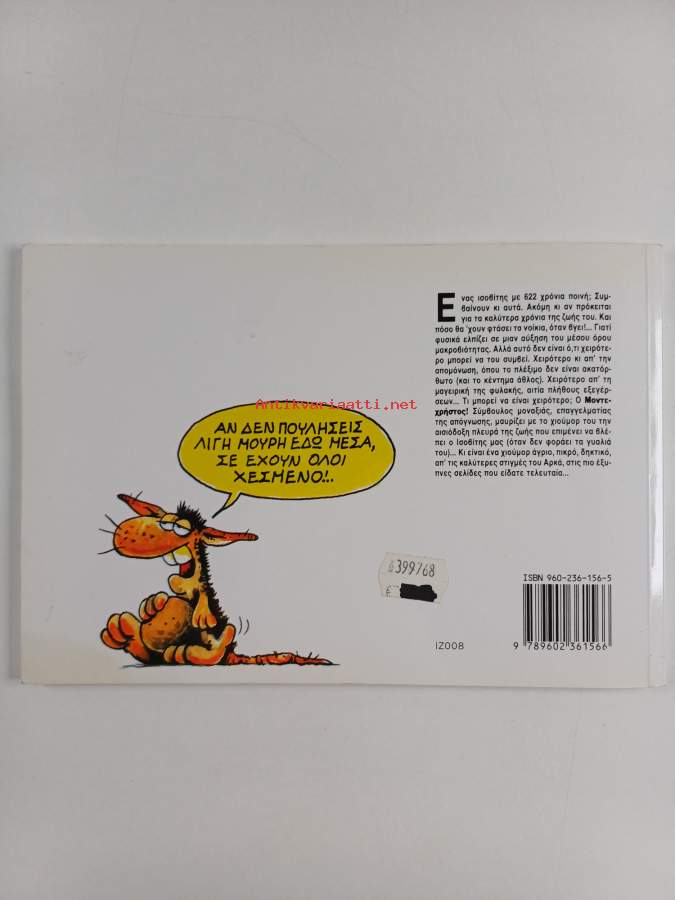 Ένας ισοβίτης με 622 χρόνια ποινή; Συμ-
βαίνουν κι αυτά. Ακόμη κι αν πρόκειται
για τα καλύτερα χρόνια της ζωής του. Και
πόσο θα 'χουν φτάσει τα νοίκια, όταν βγει!... Γιατί
φυσικά ελπίζει σε μιαν αύξηση του μέσου όρου
μακροβιότητας. Αλλά αυτό δεν είναι ό,τι χειρότε-
ρο μπορεί να του συμβεί. Χειρότερο κι απ' την
απομόνωση, όπου τα πλέξιμο δεν είναι ακατόρ-
θωτο (και το κέντημα άθλος). Χειρότερο απ' τη
μαγειρική της φυλακής, αιτία πλήθους εξεγέρ-
σεων... Τι μπορεί να είναι χειρότερο; Ο Μοντε-
χρήστος! Σύμβουλος μοναξιάς, επαγγελματίας
της απόγνωσης, μαυρίζει με το χιούμορ του την
αισιόδοξη πλευρά της ζωής που επιμένει να βλέ-
πει ο Ισοβίτης μας (όταν δεν φοράει τα γυαλιά
του)... Κι είναι ένα χιούμορ άγριο, πικρό, δηκτικό,
απ' τις καλύτερες στιγμές του Αρκά, στις πιο έξυ-
πνες σελίδες που είδατε τελευταία...
Antikvariaatti.net
ΑΝ ΔΕΝ ΠΟΥΛΗΣΕΙΣ
ΛΙΓΗ ΜΟΥΡΗ ΕΔΩ ΜΕΣΑ,
ΣΕ ΕΧΟΥΝ ΟΛΟΙ
ΧΕΣΜΕΝΟ!..
399768
ISBN 960-236-156-5
IZ008
9 789602 361566